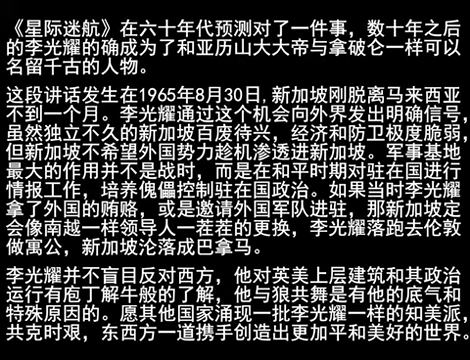 《星际迷航》在六十年代预测对了一件事，数十年之后
的李光耀的确成为了和亚历山大大帝与拿破仑一样可以
名留千古的人物。
这段讲话发生在1965年8月30日,新加坡刚脱离马来西亚
不到一个月。李光耀通过这个机会向外界发出明确信号，
虽然独立不久的新加坡百废待兴，经济和防卫极度脆弱，
但新加坡不希望外国势力趁机渗透进新加坡。军事基地
最大的作用并不是战时，而是在和平时期对驻在国进行
情报工作，培养傀儡控制驻在国政治。如果当时李光耀
拿了外国的贿赂，或是邀请外国军队进驻，那新加坡定
会像南越一样领导人一茬茬的更换，李光耀落跑去伦敦
做寓公，新加坡沦落成巴拿马。
李光耀并不盲目反对西方，他对英美上层建筑和其政治
运行有庖丁解牛般的了解，他与狼共舞是有他的底气和
特殊原因的。愿其他国家涌现一批李光耀一样的知美派，
共克时艰，东西方一道携手创造出更加平和美好的世界。